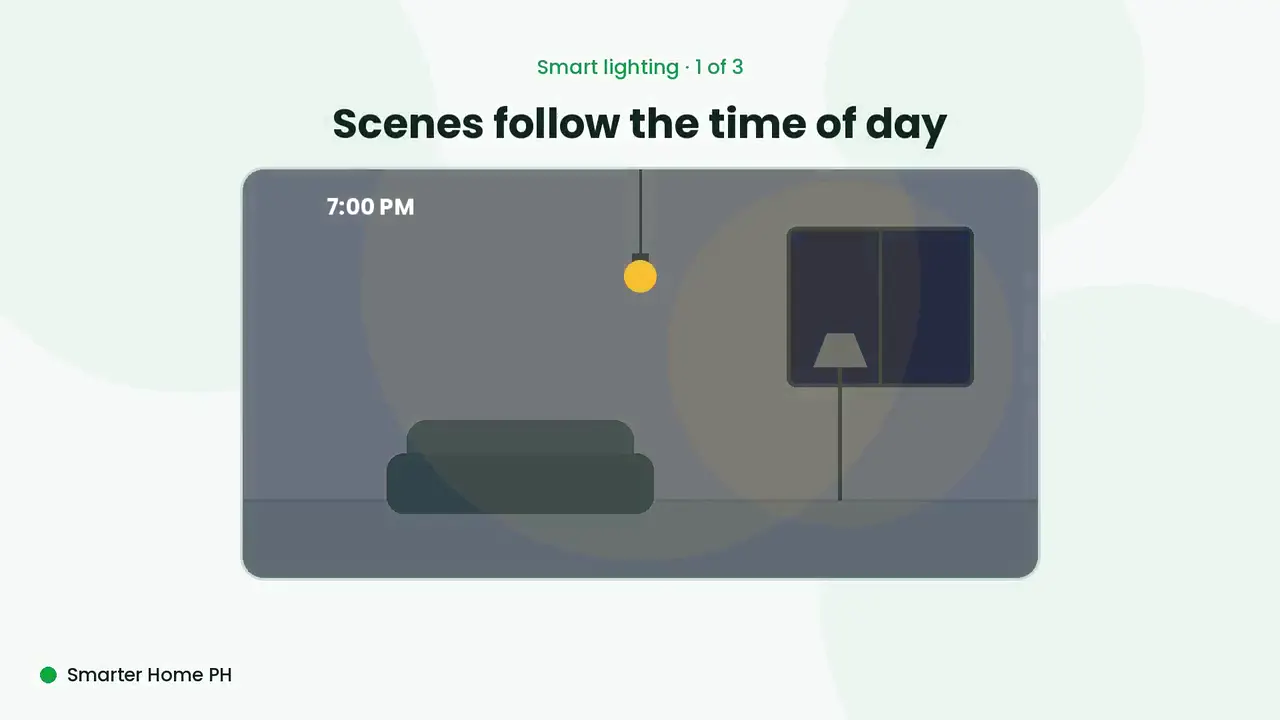 Smart lighting · 1 of 3
Scenes follow the time of day
7:00 PM
Smarter Home PH